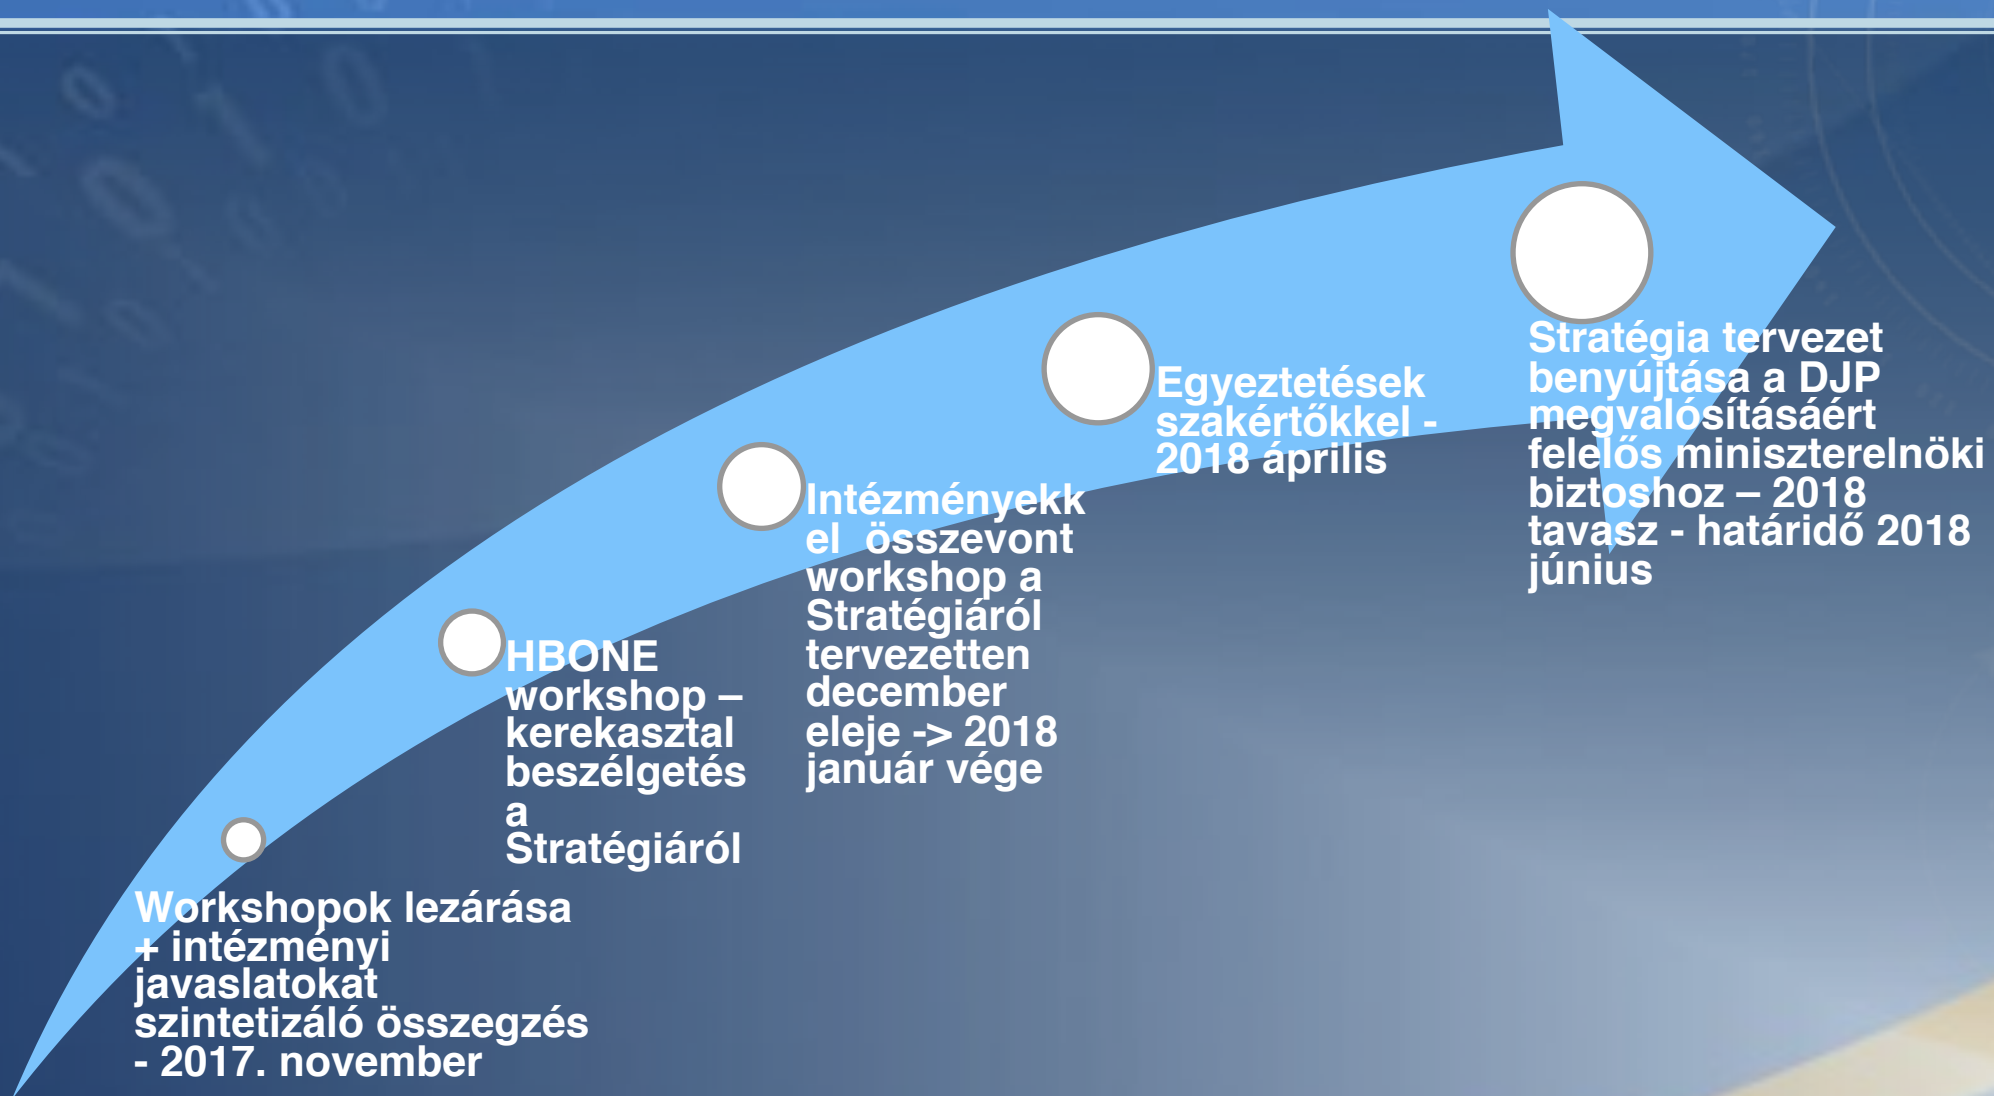 Workshopok lezárása
+ intézményi
javaslatokat
szintetizáló összegzés
- 2017. november
HBONE
workshop –
kerekasztal
beszélgetés
a
Stratégiáról
Intézményekk
el összevont
workshop a
Stratégiáról
tervezetten
december
eleje -> 2018
január vége
Egyeztetések
szakértőkkel -
2018 április
Stratégia tervezet
benyújtása a DJP
megvalósításáért
felelős miniszterelnöki
biztoshoz – 2018
tavasz - határidő 2018
június